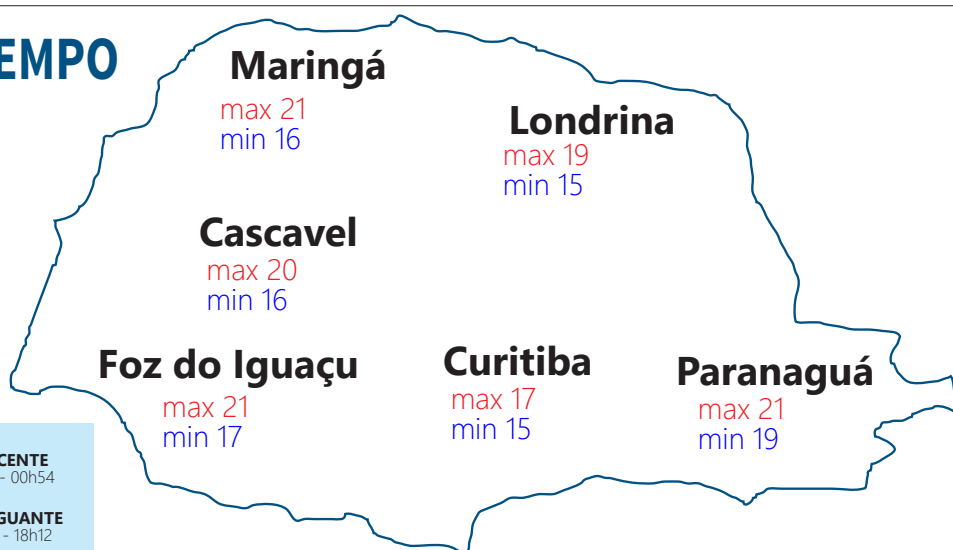 EMPO
Maringá
max 21
min 16
Londrina
max 19
min 15
Cascavel
max 20
min 16
Foz do Iguaçu
max 21
min 17
Curitiba
max 17
min 15
Paranaguá
max 21
min 19
CENTE
- 00h54
GUANTE
- 18h12